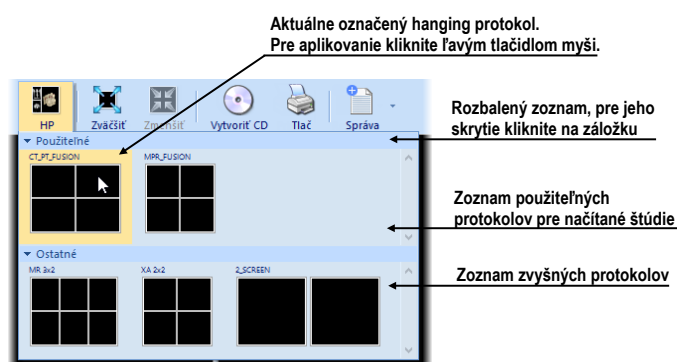 Aktuálne označený hanging protokol.
Pre aplikovanie kliknite ľavým tlačidlom myši.
HP
Zväčšiť
Zmenšiť
Vytvoriť CD
Tlač
Správa
Rozbalený zoznam, pre jeho
skrytie kliknite na záložku
Použiteľné
CT_PT_FUSION
MPR_FUSION
Zoznam použiteľných
protokolov pre načítané štúdie
Ostatné
MR 3x2
XA 2x2
2_SCREEN
Zoznam zvyšných protokolov